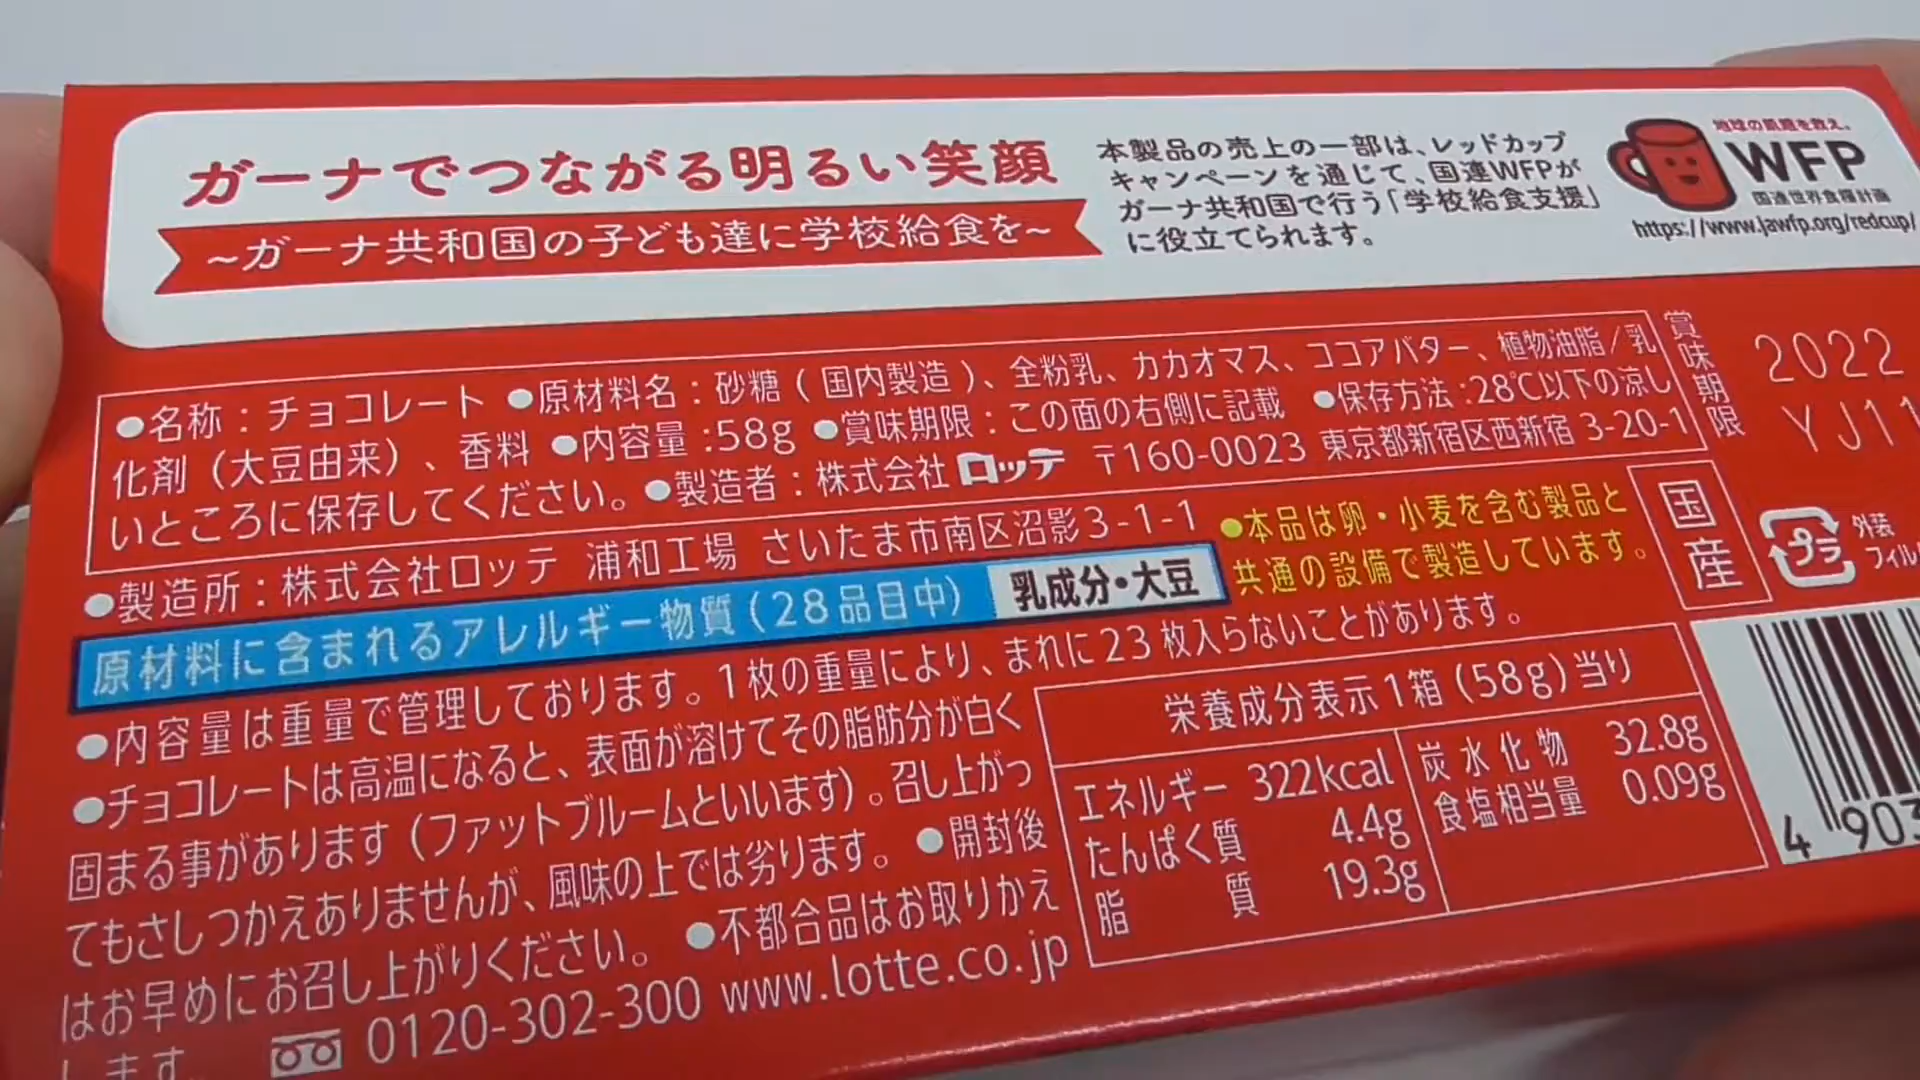 ガーナでつながる明るい笑顔
~ガーナ共和国の子ども達に学校給食を~
本製品の売上の一部は、レッドカップ
キャンペーンを通じて、国連WFPが
ガーナ共和国で行う「学校給食支援」
に役立てられます。
地球の飢餓を救え。
WFP
国連世界食糧計画
https://www.jawfp.org/redcup/
●名称：チョコレート ●原材料名：砂糖（国内製造）、全粉乳、カカオマス、ココアバター、植物油脂／乳
化剤（大豆由来）、香料 ●内容量:58g ●賞味期限：この面の右側に記載 ●保存方法:28℃以下の涼し
いところに保存してください。●製造者：株式会社ロッテ 〒160-0023 東京都新宿区西新宿3-20-1
賞味期限
2022
YJ11
●製造所：株式会社ロッテ 浦和工場 さいたま市南区沼影3-1-1
●本品は卵・小麦を含む製品と
共通の設備で製造しています。
国産
プラ
外装
原材料に含まれるアレルギー物質(28品目中) 乳成分・大豆
●内容量は重量で管理しております。1枚の重量により、まれに23枚入らないことがあります。
●チョコレートは高温になると、表面が溶けてその脂肪分が白く
固まる事があります(ファットブルームといいます)。召し上がっ
てもさしつかえありませんが、風味の上では劣ります。●開封後
はお早めにお召し上がりください。●不都合品はお取りかえ
します。 0120-302-300 www.lotte.co.jp
栄養成分表示1箱(58g)当り
エネルギー 322kcal
たんぱく質 4.4g
脂質 19.3g
炭水化物 32.8g
食塩相当量 0.09g
4 903